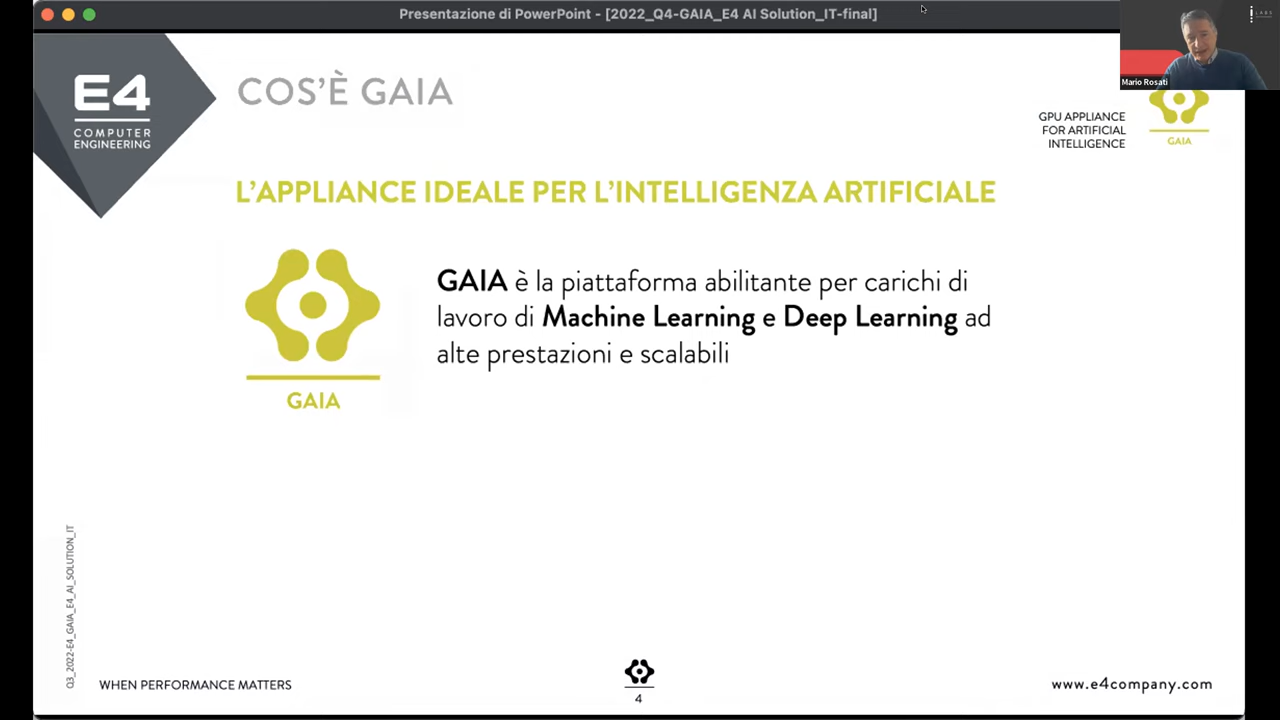 Presentazione di PowerPoint - [2022_Q4-GAIA_E4 AI Solution_IT-final]
Mario Rosati
E4
COMPUTER
ENGINEERING
COS'È GAIA
GPU APPLIANCE
FOR ARTIFICIAL
INTELLIGENCE
GAIA
L'APPLIANCE IDEALE PER L'INTELLIGENZA ARTIFICIALE
GAIA è la piattaforma abilitante per carichi di
lavoro di Machine Learning e Deep Learning ad
alte prestazioni e scalabili
GAIA
Q3_2022-E4_GAIA_E4_AI_SOLUTION_IT
WHEN PERFORMANCE MATTERS
4
www.e4company.com